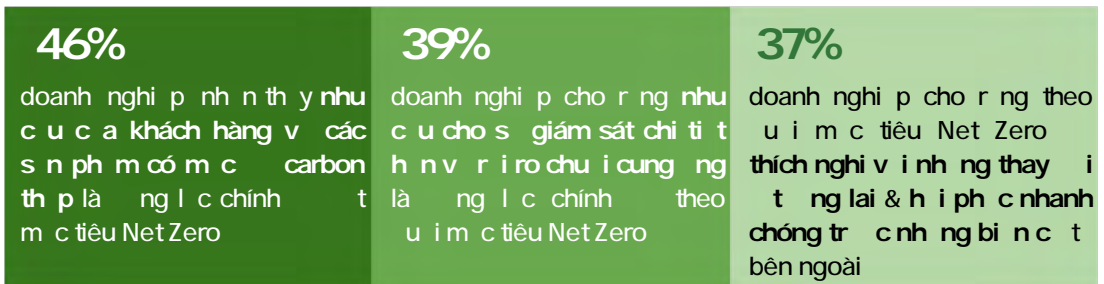 46%
doanh nghi p nh n th y nhu
c u c a khách hàng v các
s n ph m có m c carbon
th p là ng l c chính t
m c tiêu Net Zero
39%
doanh nghi p cho r ng nhu
c u cho s giám sát chi ti t
h n v r i ro chu i cung ng
là ng l c chính theo
u i m c tiêu Net Zero
37%
doanh nghi p cho r ng theo
u i m c tiêu Net Zero
thích nghi v i nh ng thay i
t ng lai & h i ph c nhanh
chóng tr c nh ng bi n c t
bên ngoài